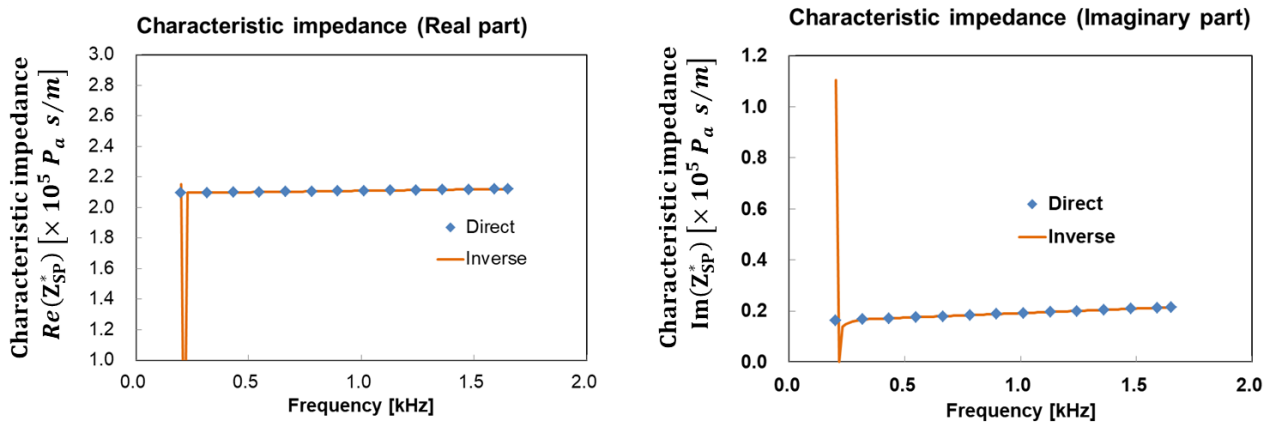 Characteristic impedance (Real part)
Characteristic impedance
Re(Z*SP) [× 10⁵ Pa s/m]
3.0
2.8
2.6
2.4
2.2
2.0
1.8
1.6
1.4
1.2
1.0
Direct
Inverse
0.0 0.5 1.0 1.5 2.0
Frequency [kHz]
Characteristic impedance (Imaginary part)
Characteristic impedance
Im(Z*SP) [× 10⁵ Pa s/m]
1.2
1.0
0.8
0.6
0.4
0.2
0.0
Direct
Inverse
0.0 0.5 1.0 1.5 2.0
Frequency [kHz]